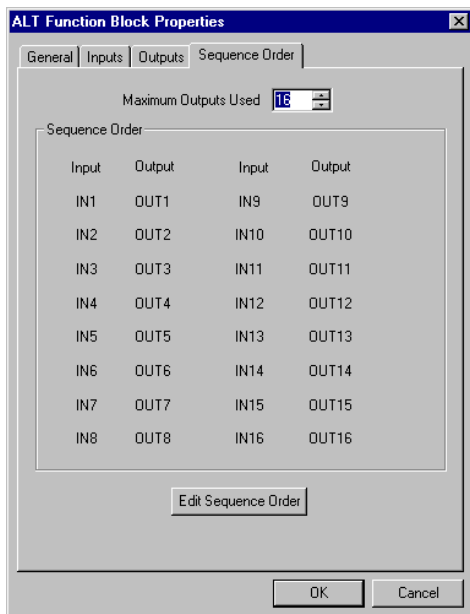 ALT Function Block Properties
General Inputs Outputs Sequence Order
Maximum Outputs Used 16
Sequence Order
Input Output Input Output
IN1 OUT1 IN9 OUT9
IN2 OUT2 IN10 OUT10
IN3 OUT3 IN11 OUT11
IN4 OUT4 IN12 OUT12
IN5 OUT5 IN13 OUT13
IN6 OUT6 IN14 OUT14
IN7 OUT7 IN15 OUT15
IN8 OUT8 IN16 OUT16
Edit Sequence Order
OK Cancel